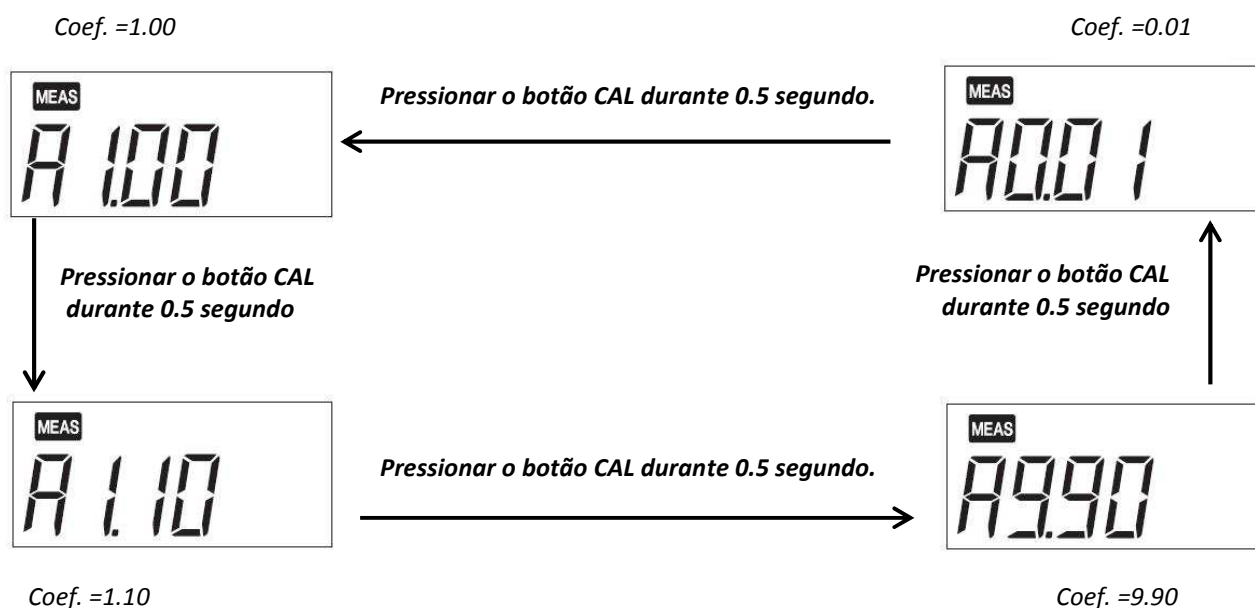 Coef. =1.00
Coef. =0.01
MEAS
A1.00
Pressionar o botão CAL durante 0.5 segundo.
MEAS
A0.01
Pressionar o botão CAL
durante 0.5 segundo
Pressionar o botão CAL
durante 0.5 segundo
MEAS
A1.10
Pressionar o botão CAL durante 0.5 segundo.
MEAS
A9.90
Coef. =1.10
Coef. =9.90